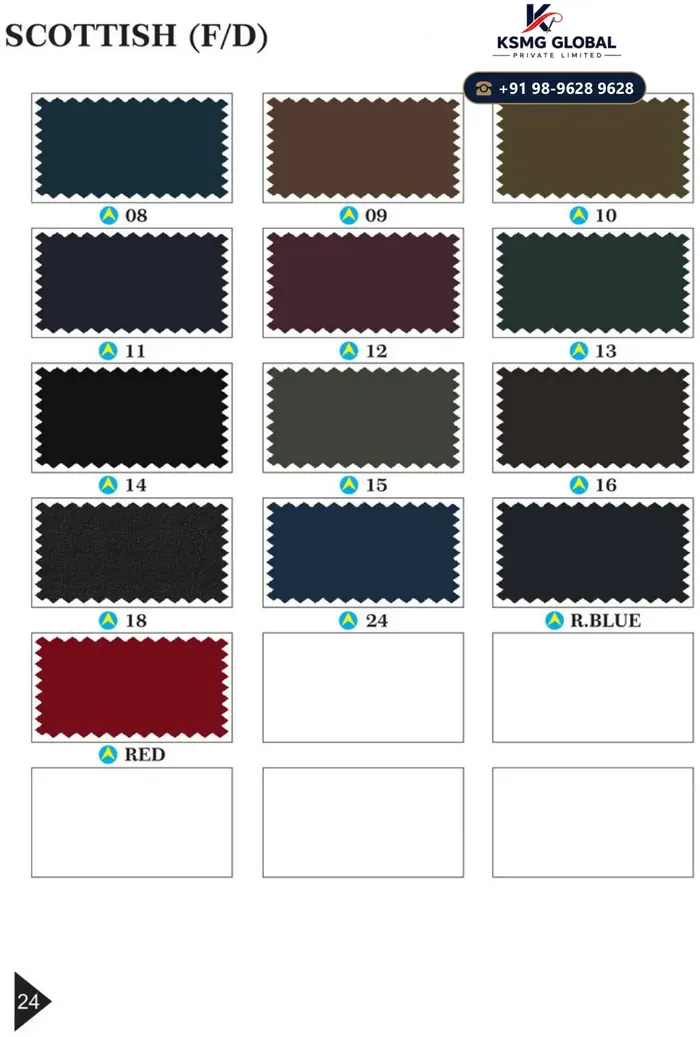 SCOTTISH (F/D)
KSMG GLOBAL
PRIVATE LIMITED
+91 98-9628 9628
08
09
10
11
12
13
14
15
16
18
24
R.BLUE
RED
24